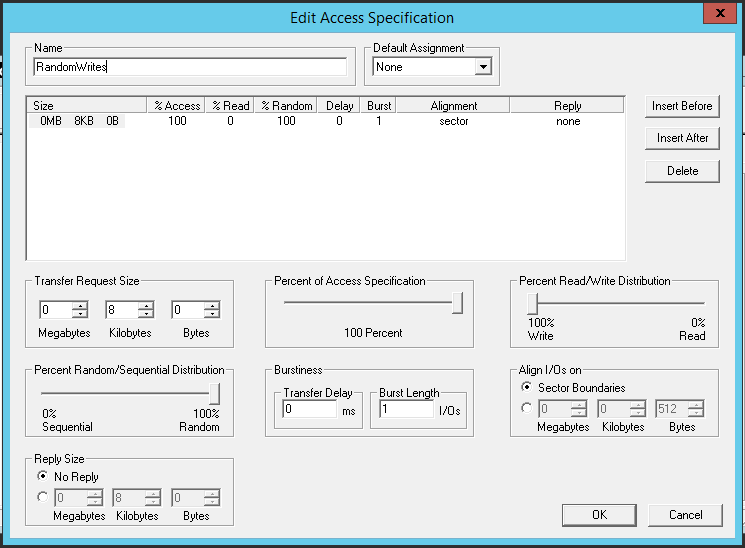 Edit Access Specification
x
Name
Default Assignment
RandomWrites
None
Size % Access % Read % Random Delay Burst Alignment Reply
0MB 8KB 0B 100 0 100 0 1 sector none
Insert Before
Insert After
Delete
Transfer Request Size
0 8 0
Megabytes Kilobytes Bytes
Percent of Access Specification
100 Percent
Percent Read/Write Distribution
100% 0%
Write Read
Percent Random/Sequential Distribution
0% 100%
Sequential Random
Burstiness
Transfer Delay Burst Length
0 ms 1 I/Os
Align I/Os on
Sector Boundaries
0 0 512
Megabytes Kilobytes Bytes
Reply Size
No Reply
0 8 0
Megabytes Kilobytes Bytes
OK Cancel